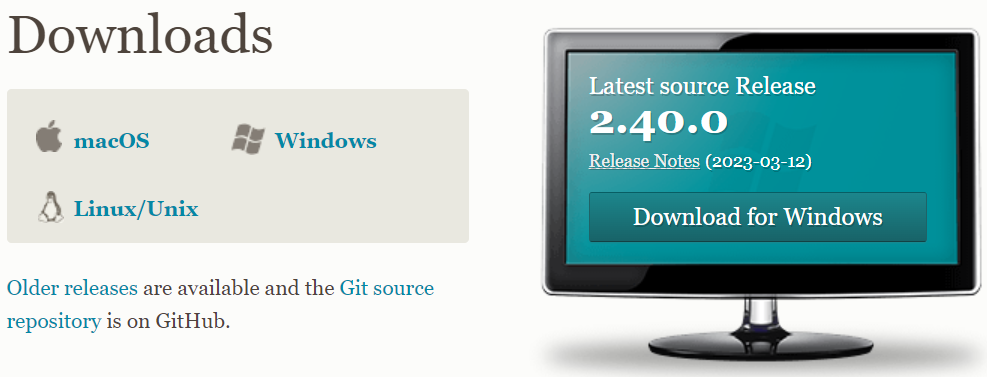 Downloads
macOS
Windows
Linux/Unix
Older releases are available and the Git source
repository is on GitHub.
Latest source Release
2.40.0
Release Notes (2023-03-12)
Download for Windows